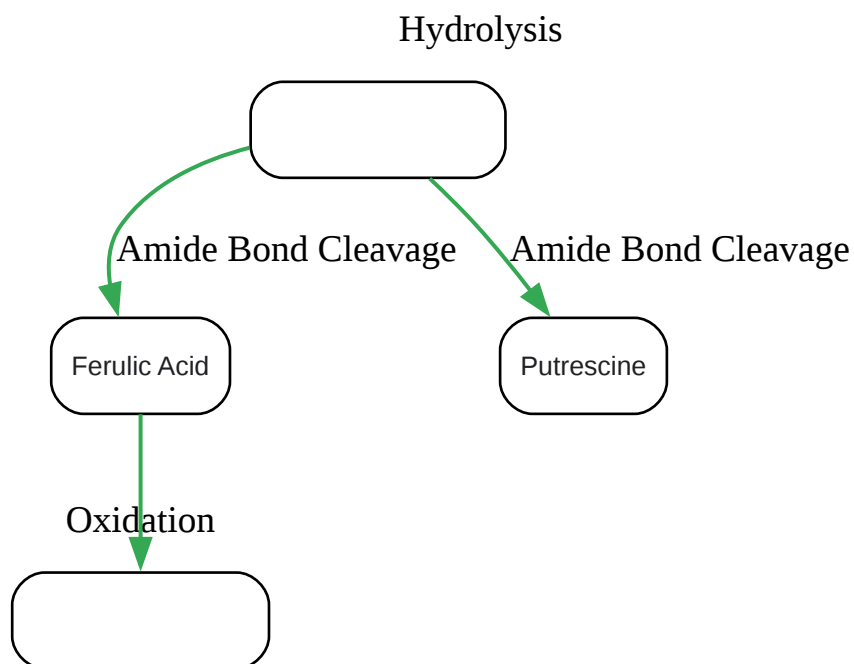 Hydrolysis
Amide Bond Cleavage
Amide Bond Cleavage
Ferulic Acid
Putrescine
Oxidation